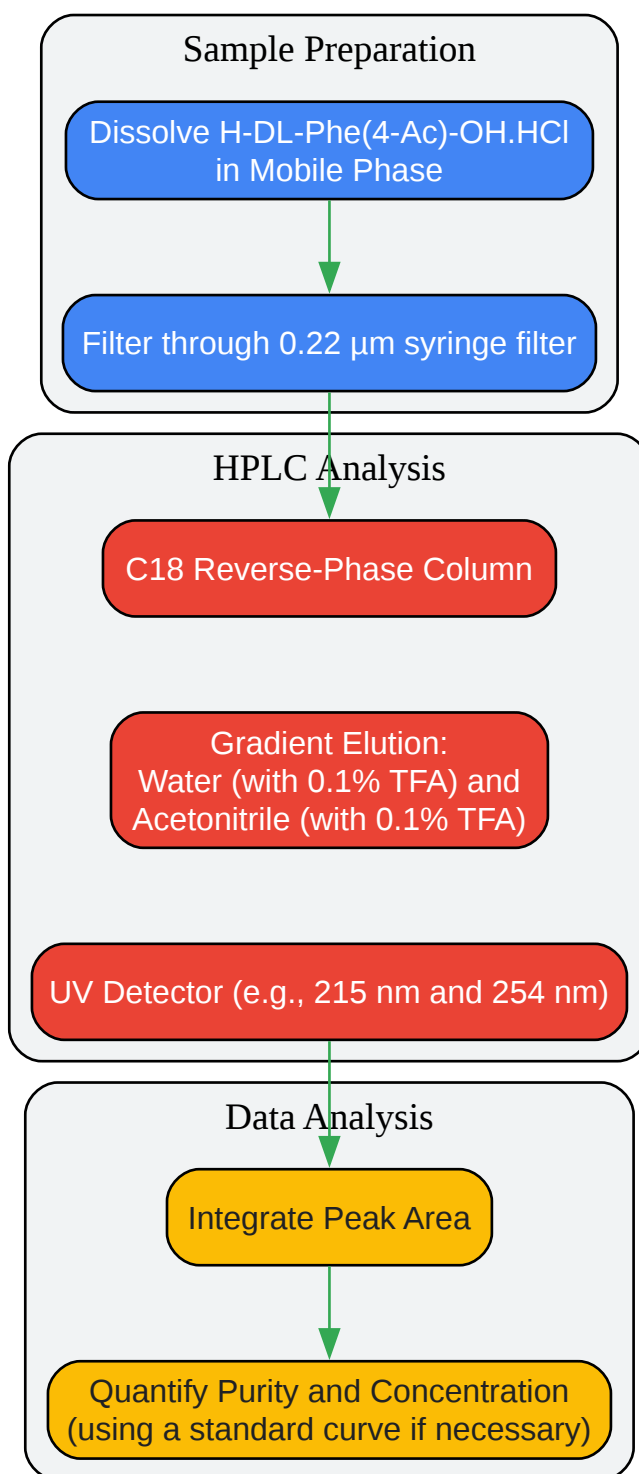 Sample Preparation
Dissolve H-DL-Phe(4-Ac)-OH.HCl
in Mobile Phase
Filter through 0.22 µm syringe filter
HPLC Analysis
C18 Reverse-Phase Column
Gradient Elution:
Water (with 0.1% TFA) and
Acetonitrile (with 0.1% TFA)
UV Detector (e.g., 215 nm and 254 nm)
Data Analysis
Integrate Peak Area
Quantify Purity and Concentration
(using a standard curve if necessary)